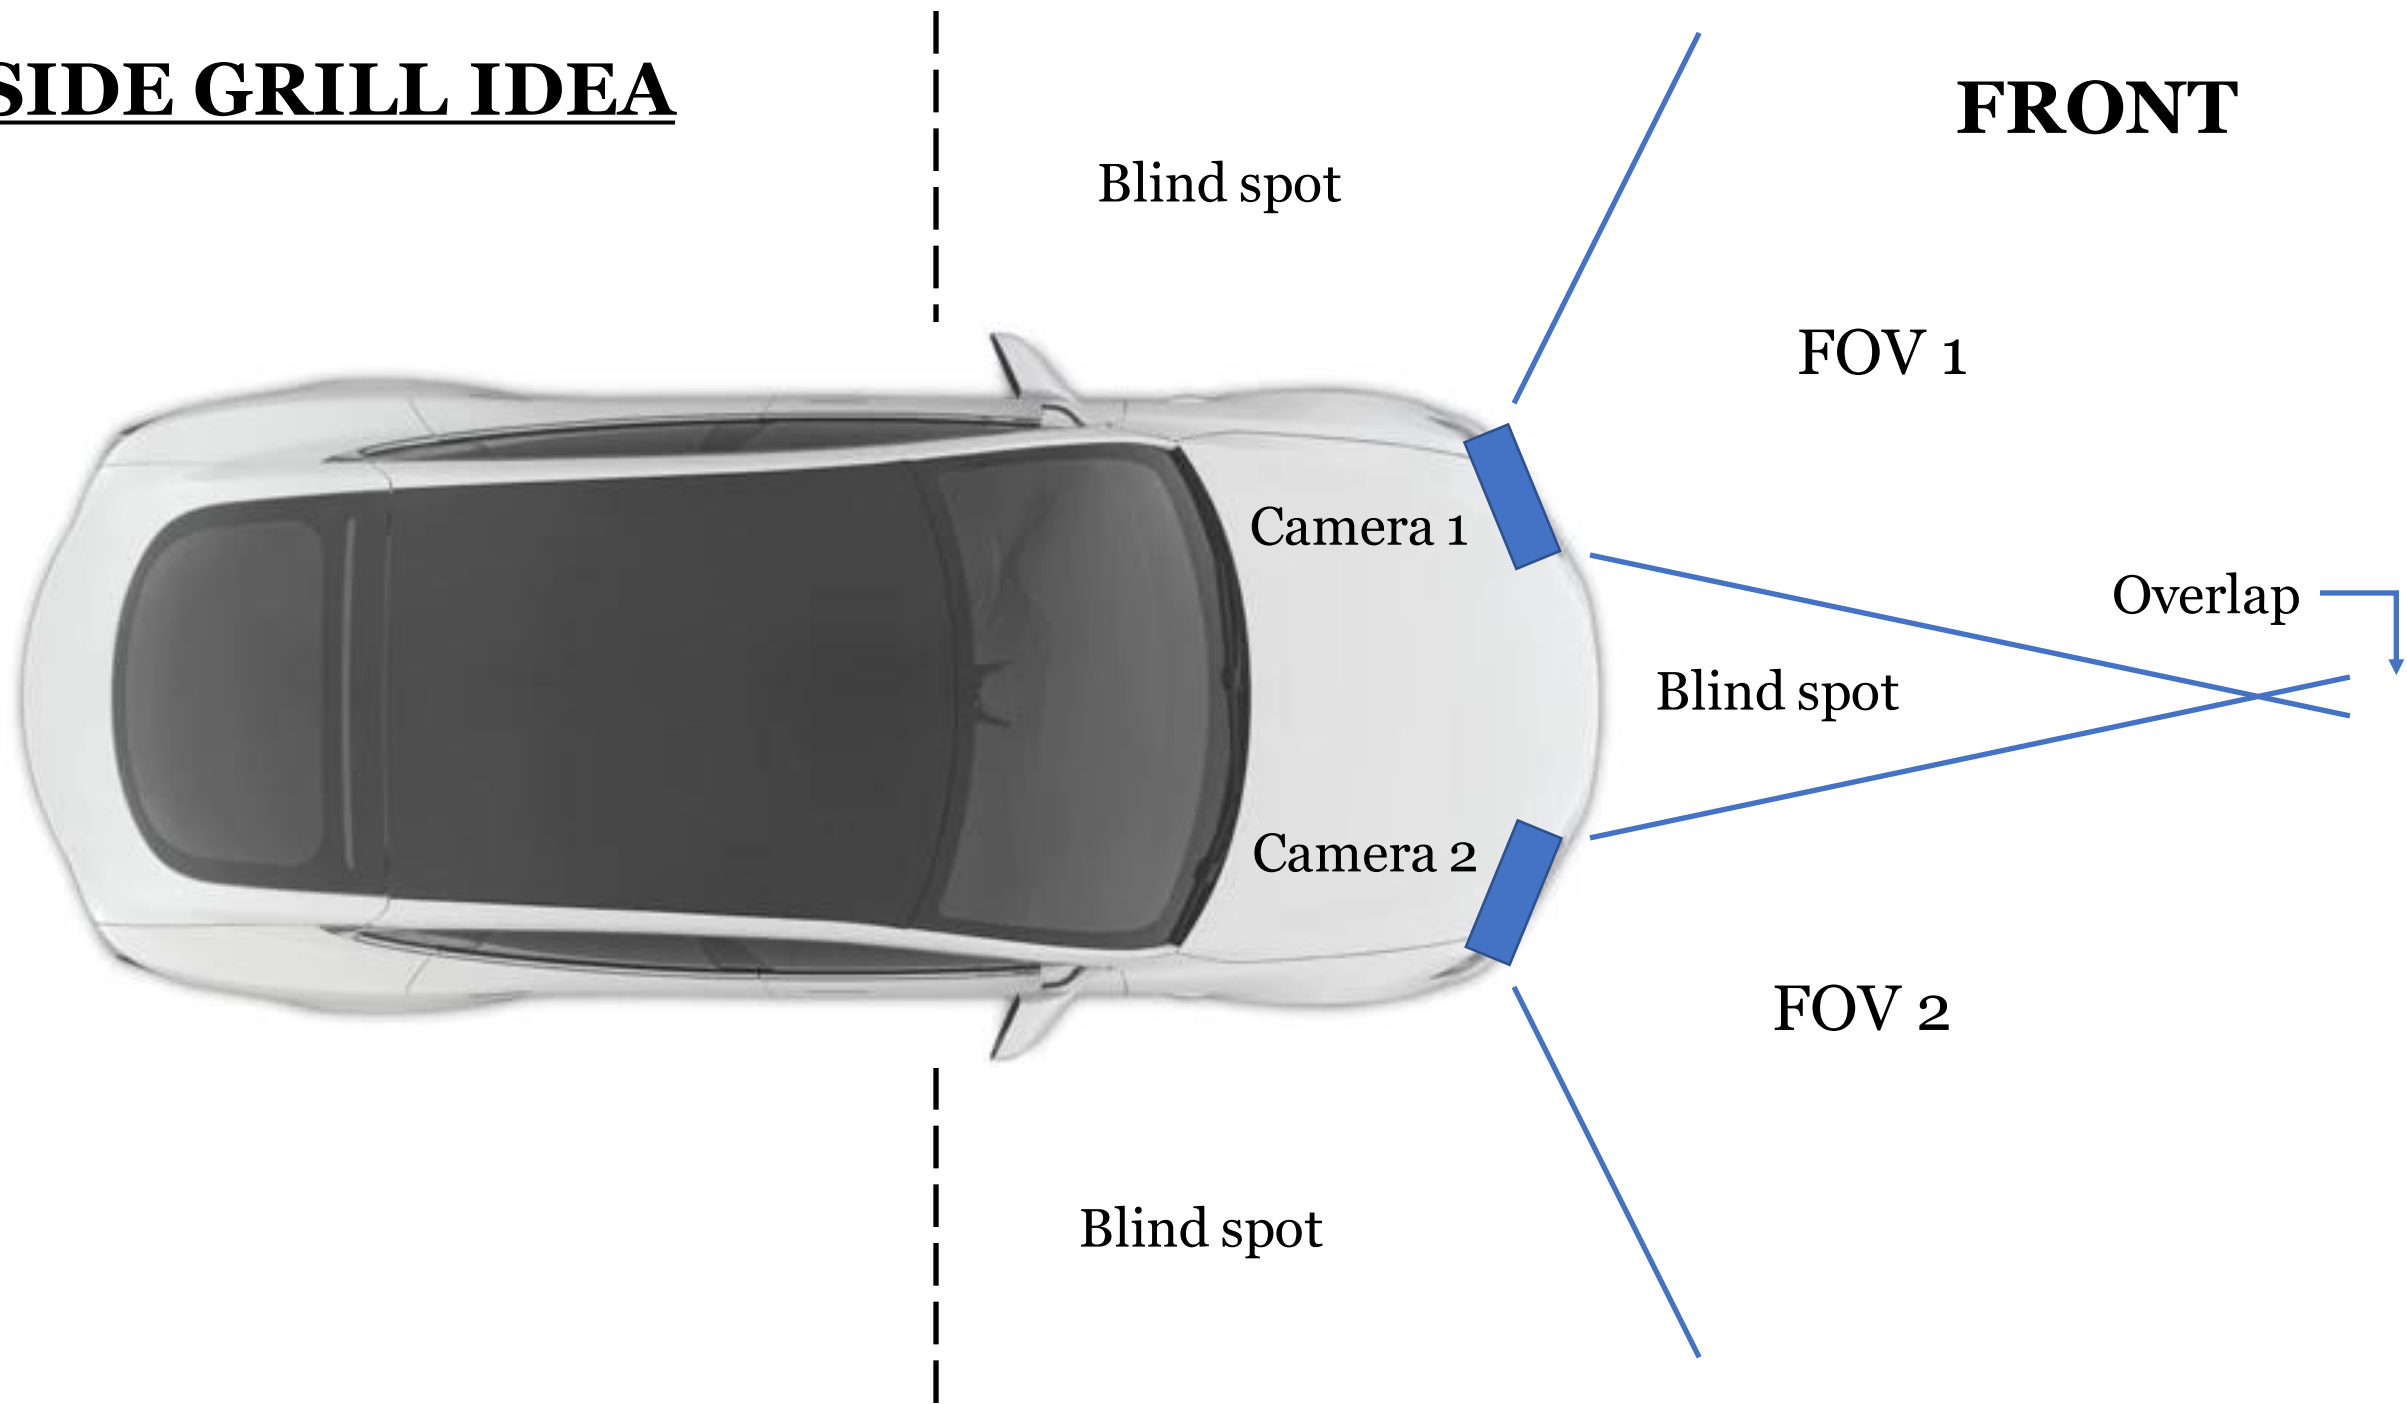 SIDE GRILL IDEA
FRONT
Blind spot
FOV 1
Camera 1
Overlap
Blind spot
Camera 2
FOV 2
Blind spot